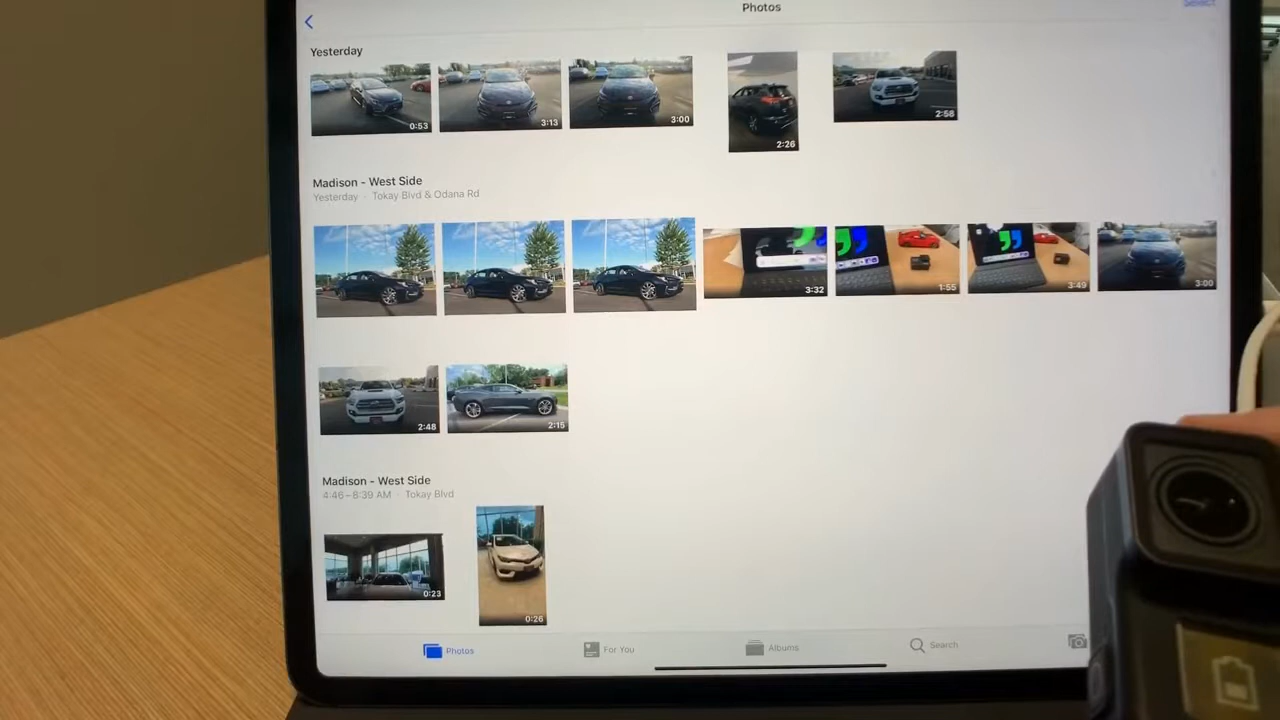 Photos
Select
Yesterday
0:53
3:13
3:00
2:26
2:58
Madison - West Side
Yesterday · Tokay Blvd & Odana Rd
3:32
1:55
3:49
3:00
2:48
2:15
Madison - West Side
4:46–8:39 AM · Tokay Blvd
0:23
0:26
Photos
For You
Albums
Search